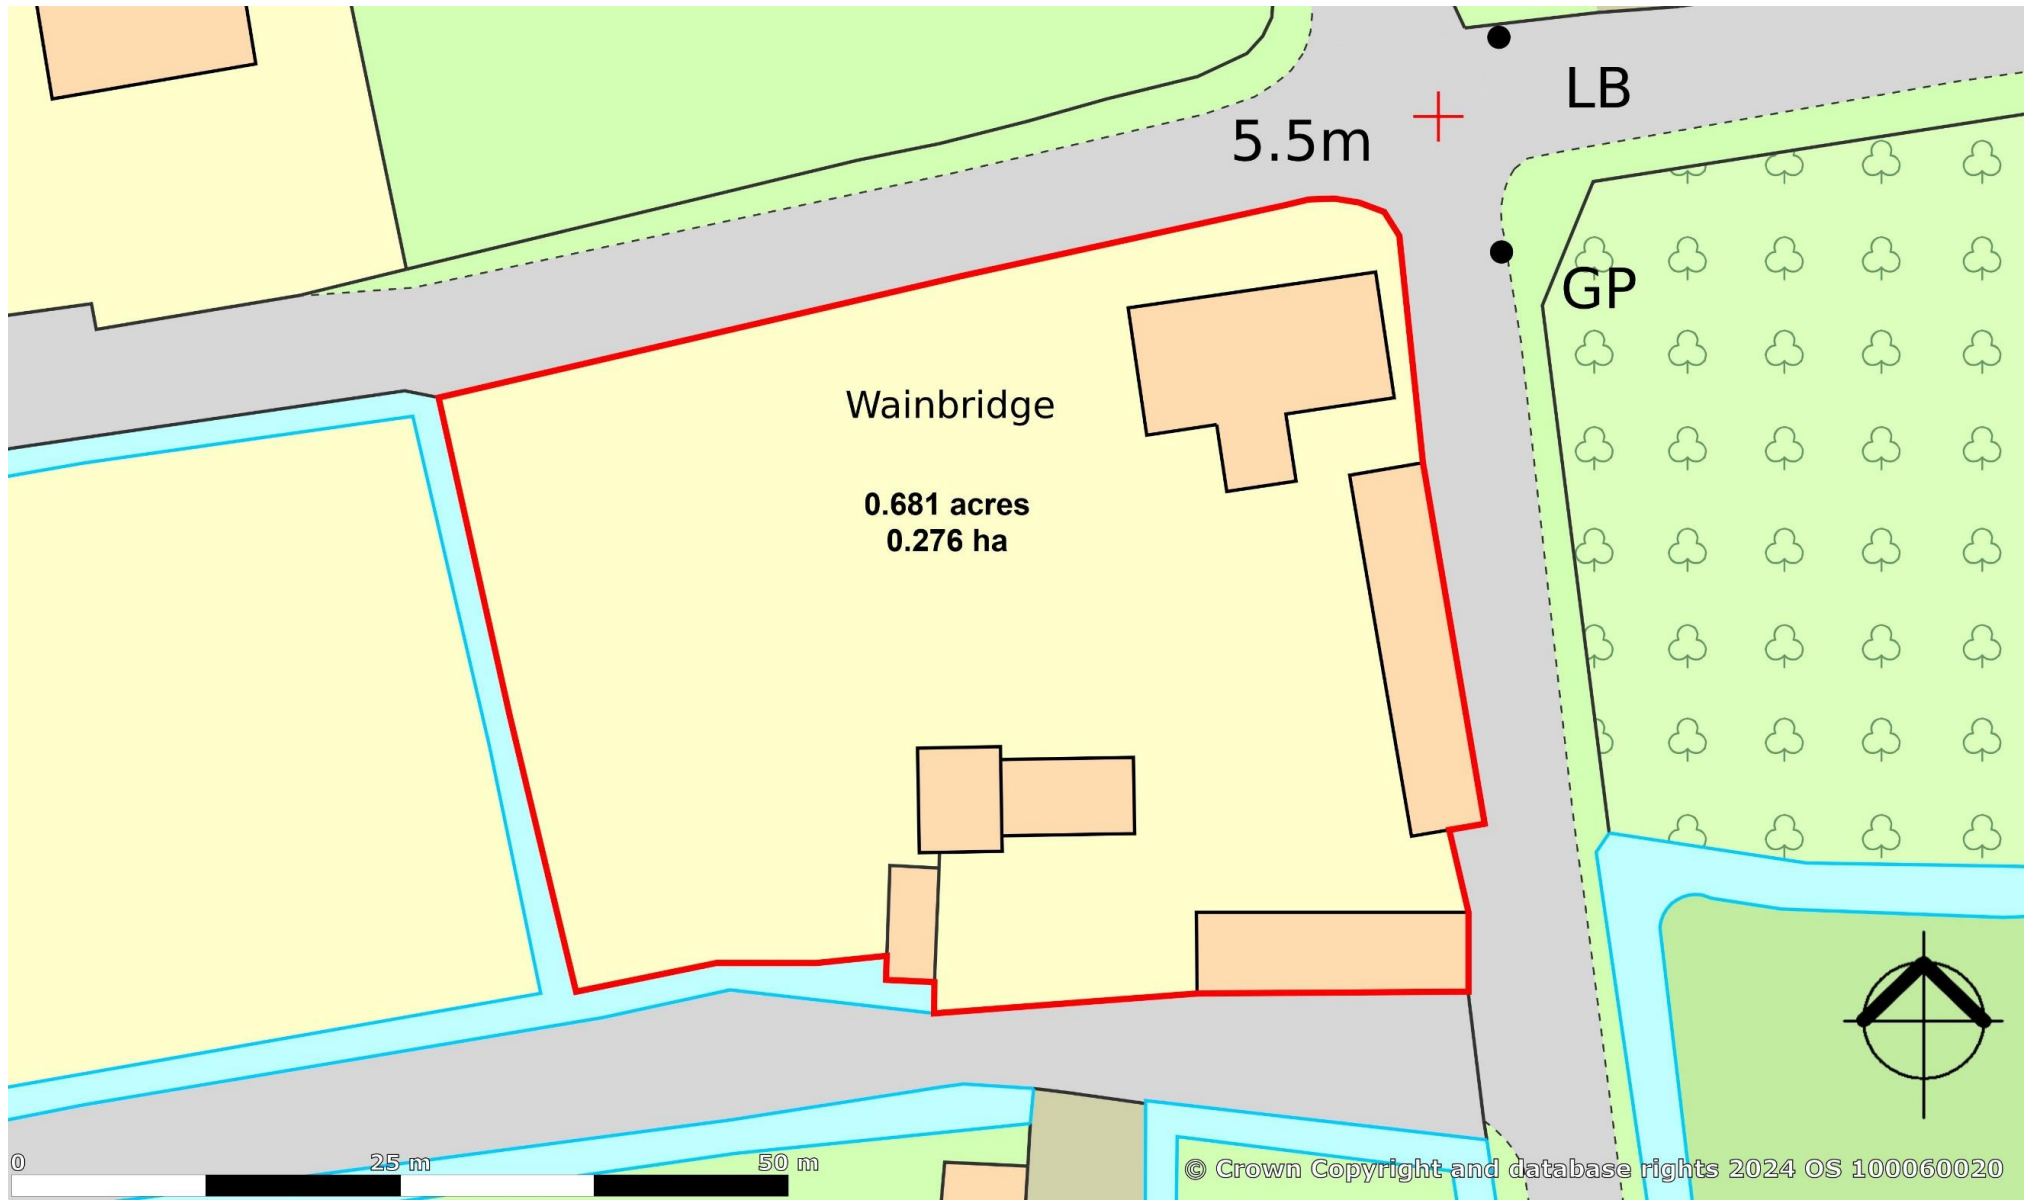 LB
5.5m
GP
Wainbridge
0.681 acres
0.276 ha
0 25 m 50 m
© Crown Copyright and database rights 2024 OS 100060020